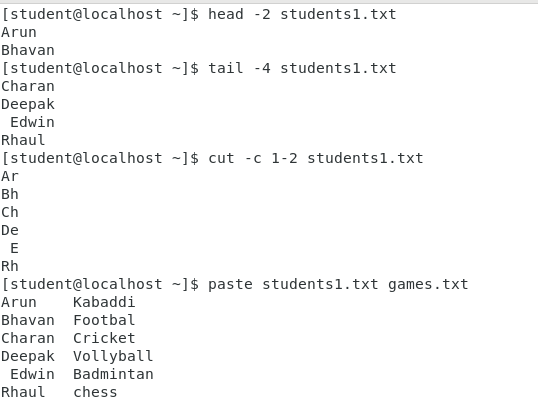 [student@localhost ~]$ head -2 students1.txt
Arun
Bhavan
[student@localhost ~]$ tail -4 students1.txt
Charan
Deepak
 Edwin
Rhaul
[student@localhost ~]$ cut -c 1-2 students1.txt
Ar
Bh
Ch
De
 E
Rh
[student@localhost ~]$ paste students1.txt games.txt
Arun    Kabaddi
Bhavan  Footbal
Charan  Cricket
Deepak  Vollyball
 Edwin  Badmintan
Rhaul   chess